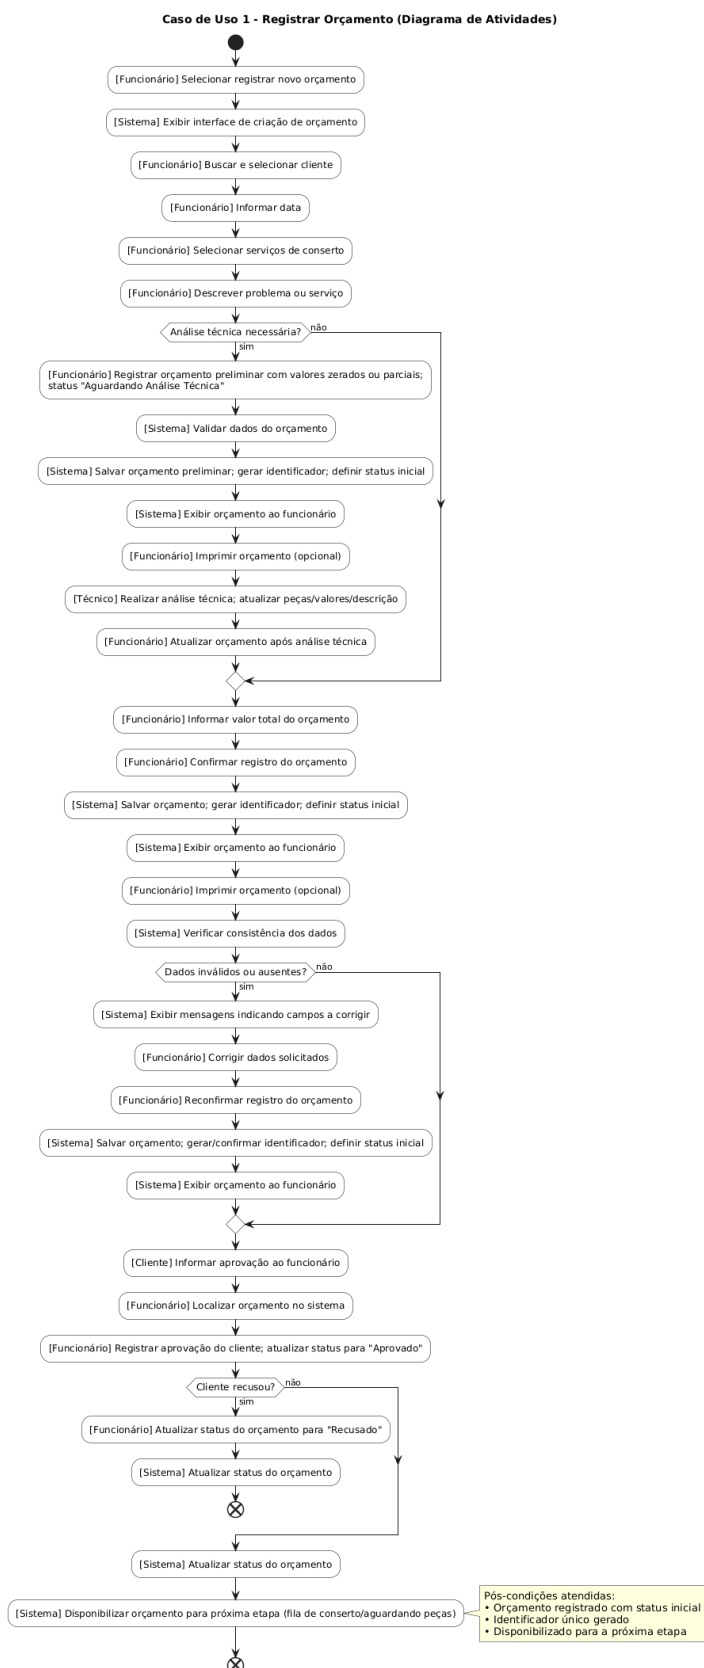 Caso de Uso 1 - Registrar Orçamento (Diagrama de Atividades)
[Funcionário] Selecionar registrar novo orçamento
[Sistema] Exibir interface de criação de orçamento
[Funcionário] Buscar e selecionar cliente
[Funcionário] Informar data
[Funcionário] Selecionar serviços de conserto
[Funcionário] Descrever problema ou serviço
Análise técnica necessária?
não
sim
[Funcionário] Registrar orçamento preliminar com valores zerados ou parciais;
status "Aguardando Análise Técnica"
[Sistema] Validar dados do orçamento
[Sistema] Salvar orçamento preliminar; gerar identificador; definir status inicial
[Sistema] Exibir orçamento ao funcionário
[Funcionário] Imprimir orçamento (opcional)
[Técnico] Realizar análise técnica; atualizar peças/valores/descrição
[Funcionário] Atualizar orçamento após análise técnica
[Funcionário] Informar valor total do orçamento
[Funcionário] Confirmar registro do orçamento
[Sistema] Salvar orçamento; gerar identificador; definir status inicial
[Sistema] Exibir orçamento ao funcionário
[Funcionário] Imprimir orçamento (opcional)
[Sistema] Verificar consistência dos dados
Dados inválidos ou ausentes?
não
sim
[Sistema] Exibir mensagens indicando campos a corrigir
[Funcionário] Corrigir dados solicitados
[Funcionário] Reconfirmar registro do orçamento
[Sistema] Salvar orçamento; gerar/confirmar identificador; definir status inicial
[Sistema] Exibir orçamento ao funcionário
[Cliente] Informar aprovação ao funcionário
[Funcionário] Localizar orçamento no sistema
[Funcionário] Registrar aprovação do cliente; atualizar status para "Aprovado"
Cliente recusou?
não
sim
[Funcionário] Atualizar status do orçamento para "Recusado"
[Sistema] Atualizar status do orçamento
[Sistema] Atualizar status do orçamento
[Sistema] Disponibilizar orçamento para próxima etapa (fila de conserto/aguardando peças)
Pós-condições atendidas:
• Orçamento registrado com status inicial
• Identificador único gerado
• Disponibilizado para a próxima etapa